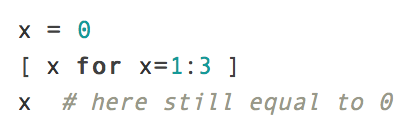 x = 0
[ x for x=1:3 ]
x  # here still equal to 0